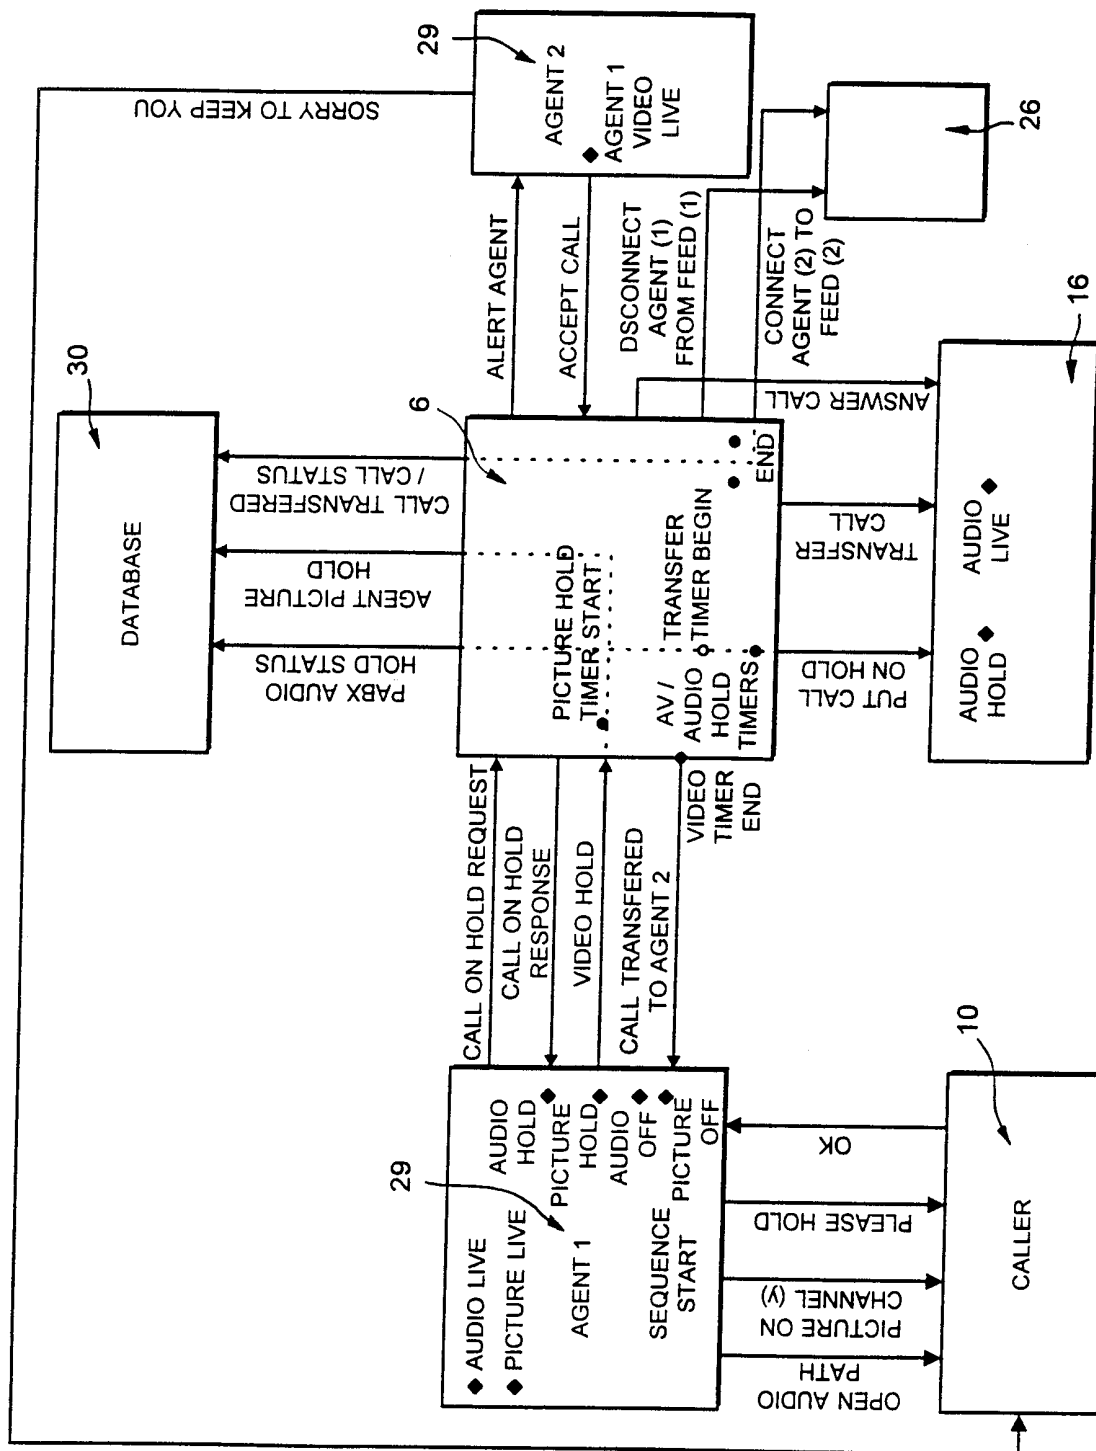 SORRY TO KEEP YOU
29
AGENT 2
AGENT 1
VIDEO
LIVE
26
30
DATABASE
ALERT AGENT
ACCEPT CALL
DSCONNECT
AGENT (1)
FROM FEED (1)
CONNECT
AGENT (2) TO
FEED (2)
CALL TRANSFERED
/ CALL STATUS
AGENT PICTURE
HOLD
PABX AUDIO
HOLD STATUS
6
PICTURE HOLD
TIMER START
TRANSFER
TIMER BEGIN
END
AV /
AUDIO
HOLD
TIMERS
ANSWER CALL
TRANSFER
CALL
PUT CALL
ON HOLD
16
AUDIO
LIVE
AUDIO
HOLD
CALL ON HOLD REQUEST
CALL ON HOLD
RESPONSE
VIDEO HOLD
CALL TRANSFERED
TO AGENT 2
VIDEO
TIMER
END
AUDIO LIVE
PICTURE LIVE
29
AGENT 1
AUDIO
HOLD
PICTURE
HOLD
AUDIO
OFF
PICTURE
OFF
SEQUENCE
START
OPEN AUDIO
PATH
PICTURE ON
CHANNEL (y)
PLEASE HOLD
OK
10
CALLER